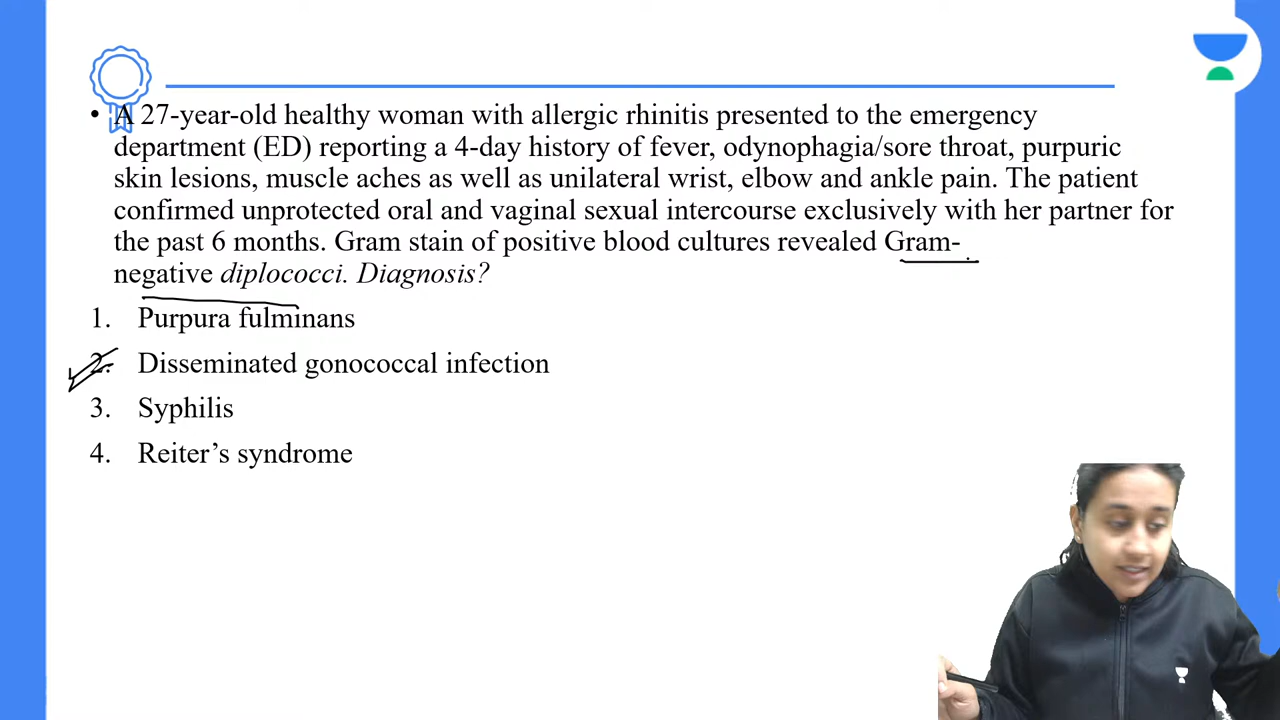 • A 27-year-old healthy woman with allergic rhinitis presented to the emergency
department (ED) reporting a 4-day history of fever, odynophagia/sore throat, purpuric
skin lesions, muscle aches as well as unilateral wrist, elbow and ankle pain. The patient
confirmed unprotected oral and vaginal sexual intercourse exclusively with her partner for
the past 6 months. Gram stain of positive blood cultures revealed Gram-
negative diplococci. Diagnosis?
1. Purpura fulminans
2. Disseminated gonococcal infection
3. Syphilis
4. Reiter’s syndrome